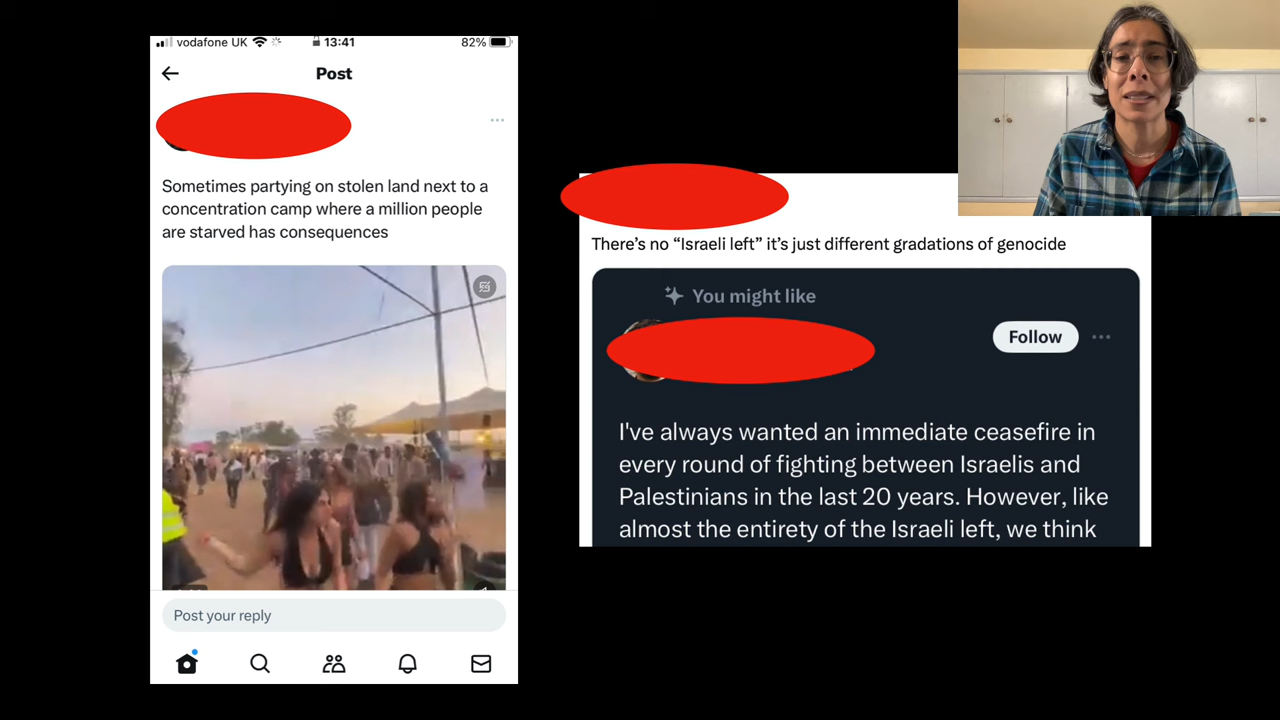 vodafone UK 13:41 82%
Post
Sometimes partying on stolen land next to a
concentration camp where a million people
are starved has consequences
Post your reply
There’s no “Israeli left” it’s just different gradations of genocide
You might like
Follow
I've always wanted an immediate ceasefire in
every round of fighting between Israelis and
Palestinians in the last 20 years. However, like
almost the entirety of the Israeli left, we think